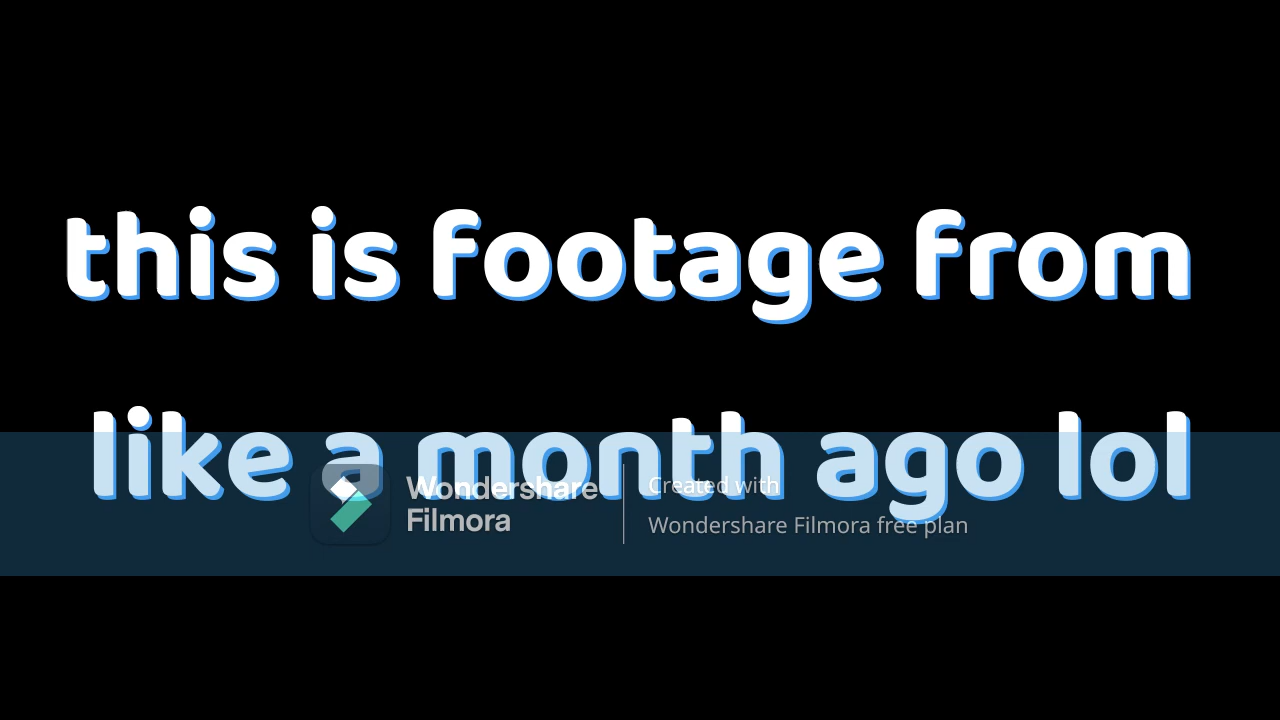 this is footage from
like a month ago lol
Wondershare
Filmora
Created with
Wondershare Filmora free plan